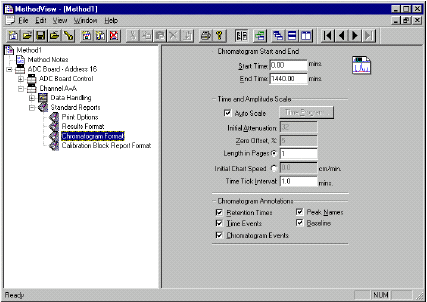 MethodView - [Method1]
File Edit View Window Help
Method1
Method Notes
ADC Board - Address 16
ADC Board Control
Channel A=A
Data Handling
Standard Reports
Print Options
Results Format
Chromatogram Format
Calibration Block Report Format
Chromatogram Start and End
Start Time: 0.00 mins.
End Time: 1440.00 mins.
Time and Amplitude Scale
Auto Scale Time Program...
Initial Attenuation: 32
Zero Offset, % 5
Length in Pages 1
Initial Chart Speed 0.0 cm/min.
Time Tick Interval: 1.0 mins.
Chromatogram Annotations
Retention Times Peak Names
Time Events Baseline
Chromatogram Events
Ready NUM